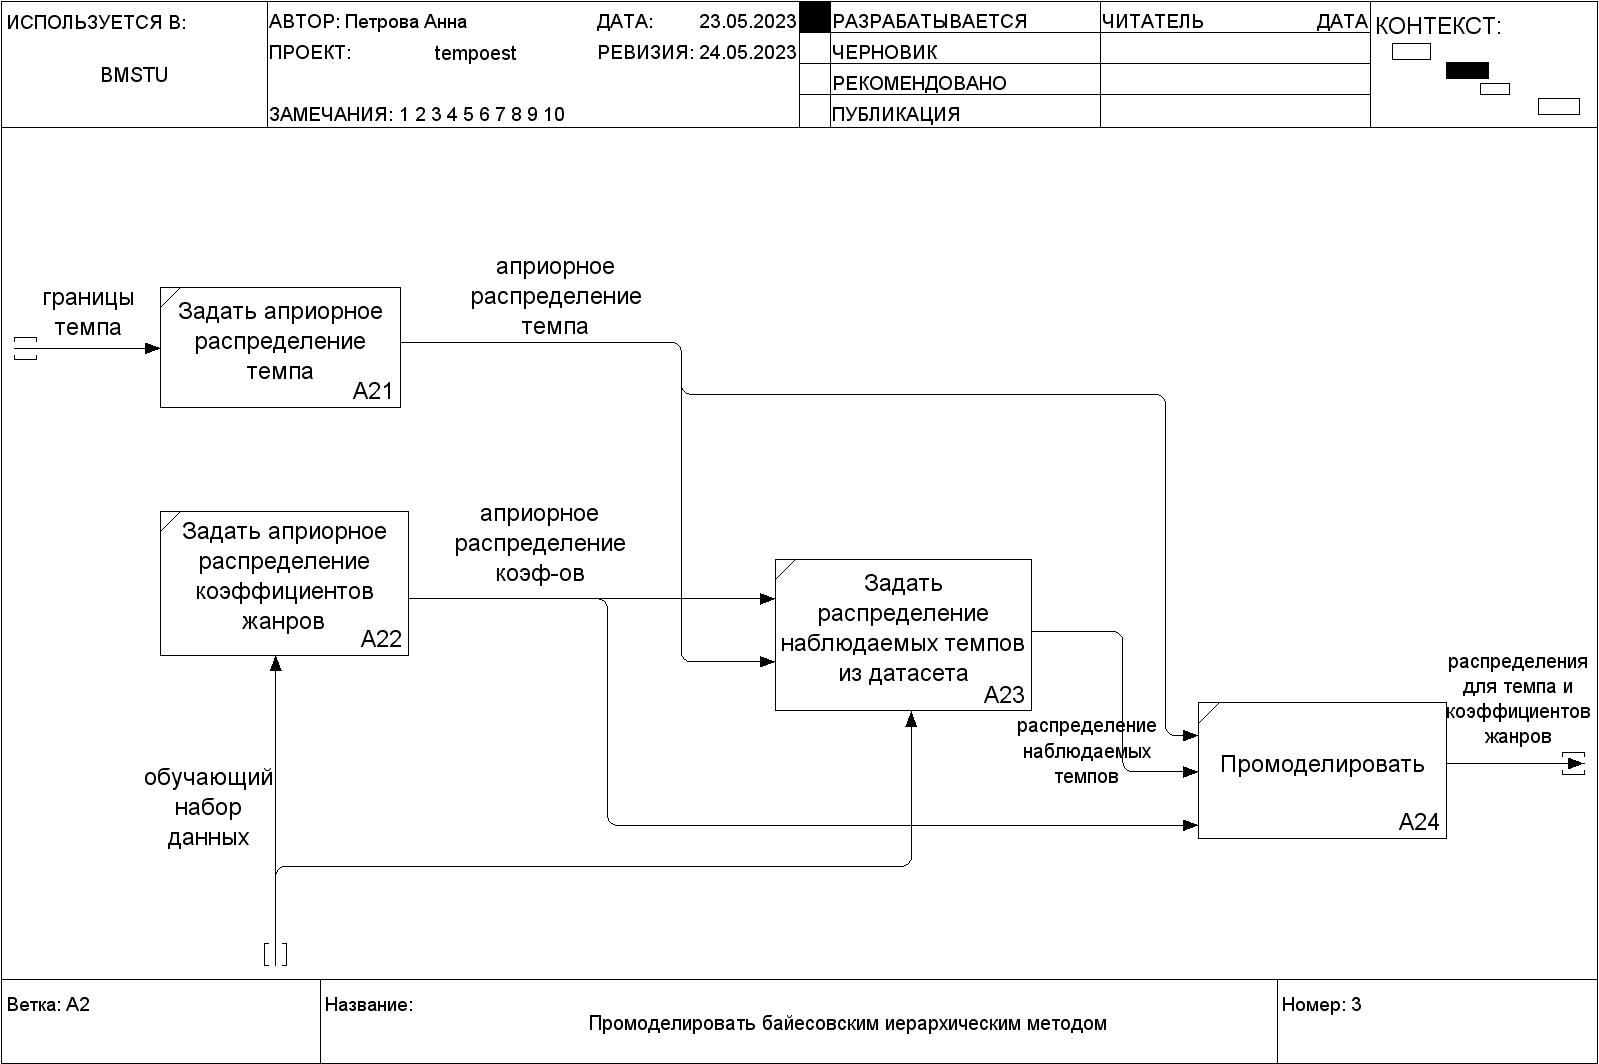 ИСПОЛЬЗУЕТСЯ В:
BMSTU
АВТОР: Петрова Анна
ДАТА: 23.05.2023
ПРОЕКТ: tempoest
РЕВИЗИЯ: 24.05.2023
ЗАМЕЧАНИЯ: 1 2 3 4 5 6 7 8 9 10
РАЗРАБАТЫВАЕТСЯ
ЧЕРНОВИК
РЕКОМЕНДОВАНО
ПУБЛИКАЦИЯ
ЧИТАТЕЛЬ
ДАТА
КОНТЕКСТ:
границы
темпа
Задать априорное
распределение
темпа
A21
априорное
распределение
темпа
Задать априорное
распределение
коэффициентов
жанров
A22
априорное
распределение
коэф-ов
Задать
распределение
наблюдаемых темпов
из датасета
A23
распределение
наблюдаемых
темпов
Промоделировать
A24
распределения
для темпа и
коэффициентов
жанров
обучающий
набор
данных
Ветка: A2
Название:
Промоделировать байесовским иерархическим методом
Номер: 3